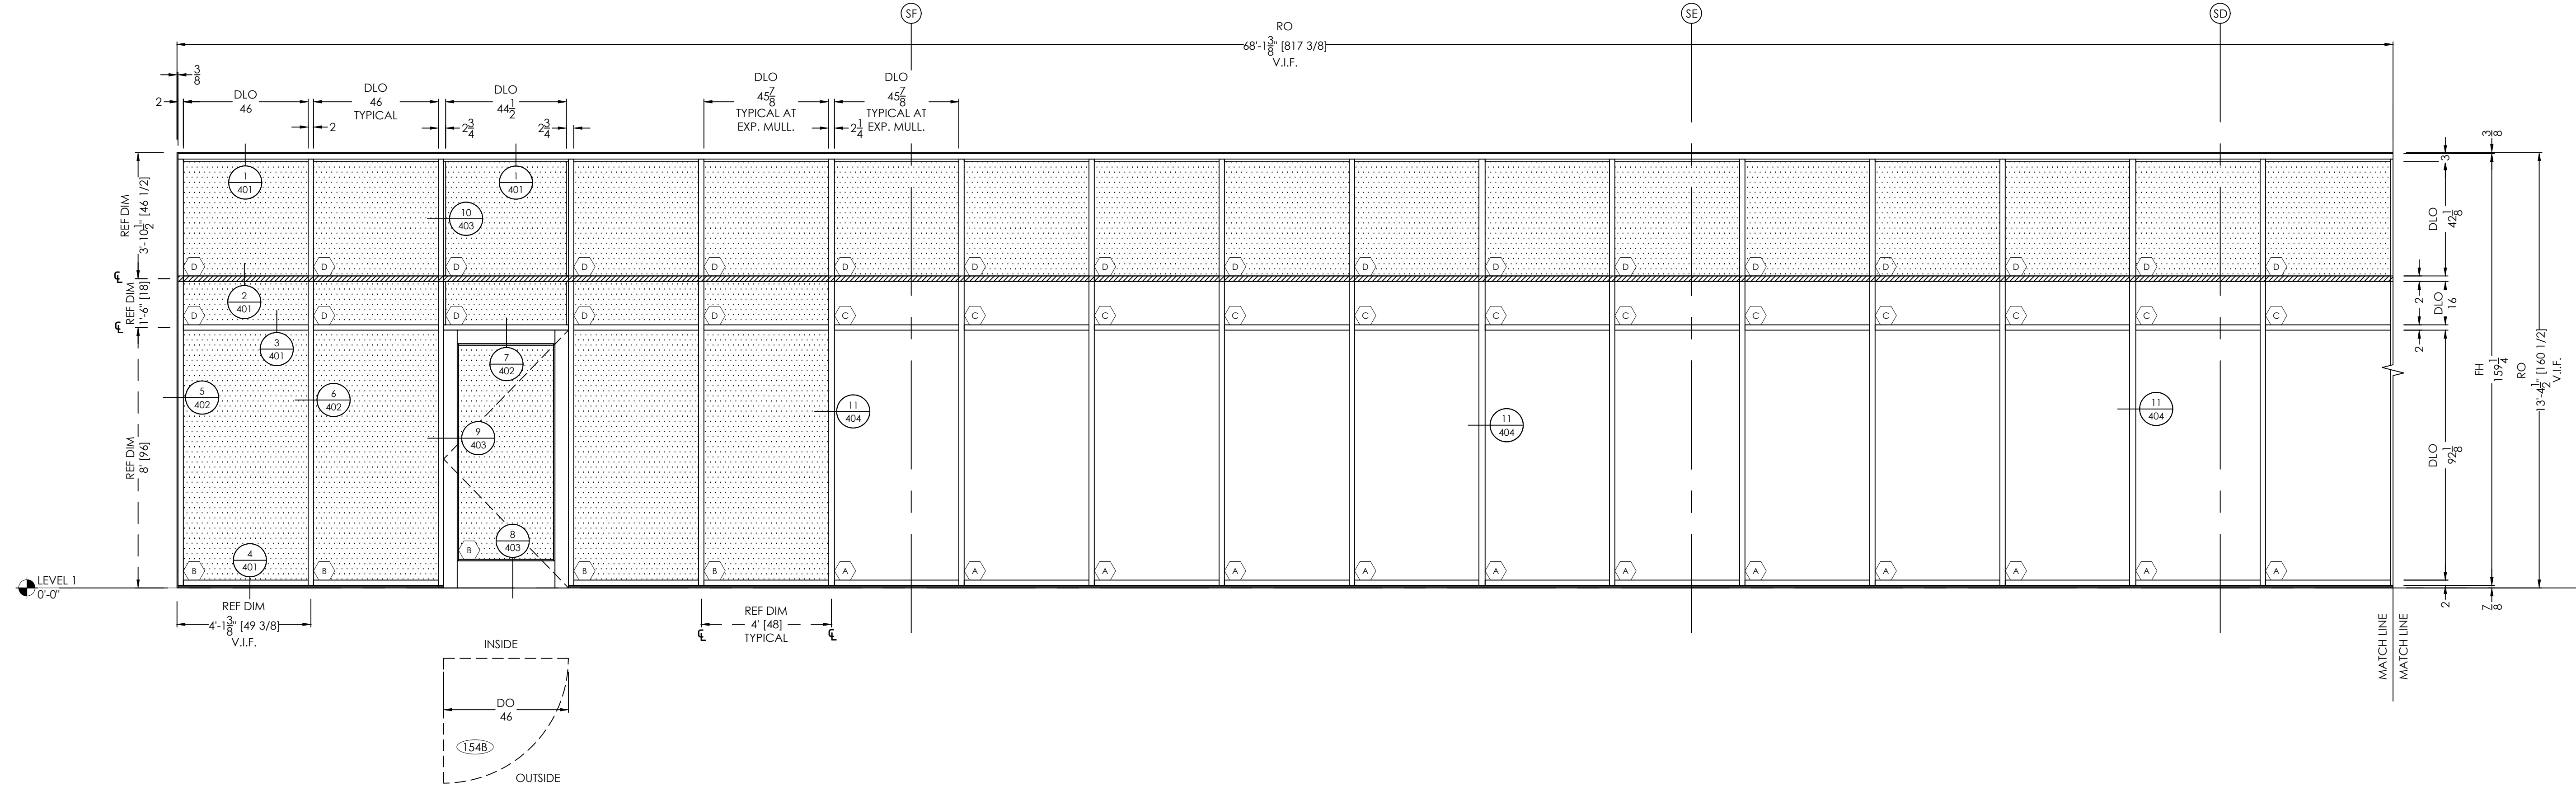 SF
SE
SD
RO
68'-1 3/8" [817 3/8]
V.I.F.
3/8
2
DLO
46
2
DLO
46
TYPICAL
2 3/4
DLO
44 1/2
2 3/4
DLO
45 7/8
TYPICAL AT
EXP. MULL.
2 1/4
DLO
45 7/8
TYPICAL AT
EXP. MULL.
1
401
1
401
10
403
REF DIM
3'-10 1/2" [46 1/2]
D D D D D D D D D D D D D D D D D
℄
REF DIM
1'-6" [18]
2
401
D D D D D C C C C C C C C C C C C
℄
3
401
7
402
REF DIM
8' [96]
5
402
6
402
9
403
11
404
11
404
11
404
4
401
8
403
B B B B B A A A A A A A A A A A A
LEVEL 1
0'-0"
3
DLO
42 1/8
2
DLO
16
2
DLO
92 1/8
2
3/8
FH
159 1/4
7/8
RO
13'-4 1/2" [160 1/2]
V.I.F.
REF DIM
4'-1 3/8" [49 3/8]
V.I.F.
REF DIM
4' [48]
TYPICAL
℄
℄
MATCH LINE
MATCH LINE
INSIDE
DO
46
154B
OUTSIDE